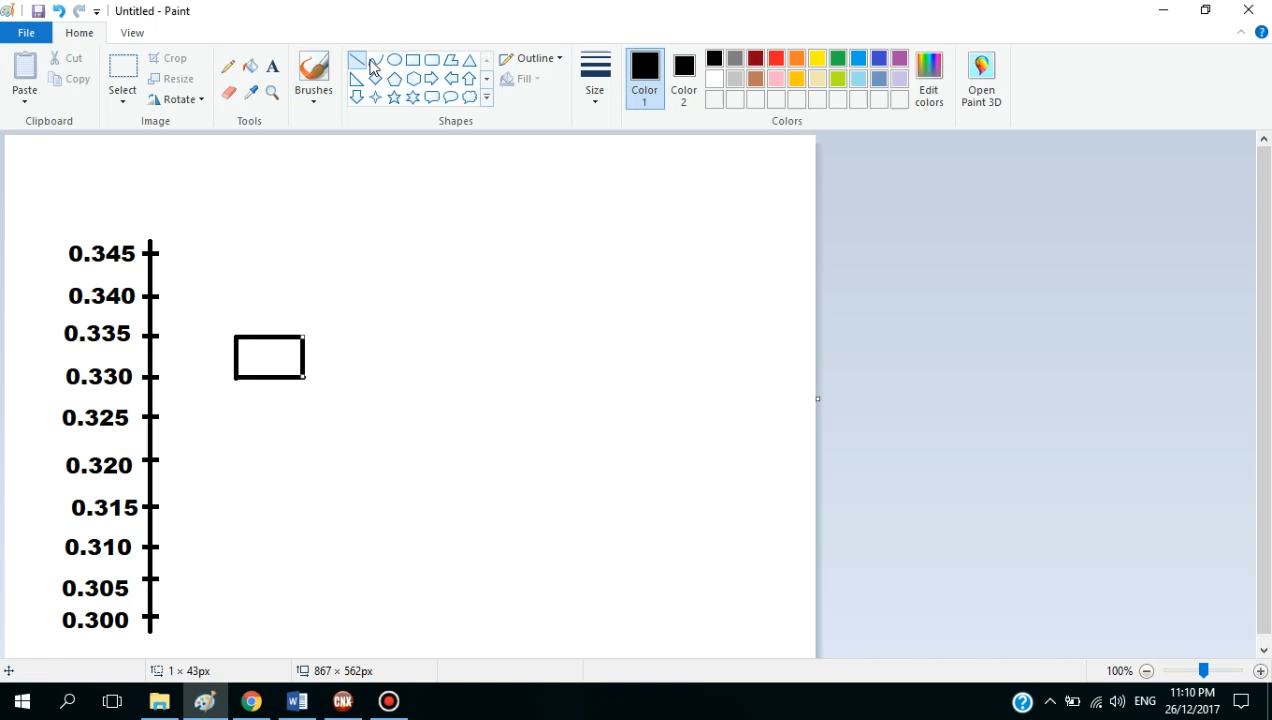 Untitled - Paint
File Home View
Paste
Cut
Copy
Clipboard
Select
Crop
Resize
Rotate
Image
A
Tools
Brushes
Shapes
Outline
Fill
Size
Color 1
Color 2
Edit colors
Colors
Open Paint 3D
0.345
0.340
0.335
0.330
0.325
0.320
0.315
0.310
0.305
0.300
1 × 43px
867 × 562px
100%
W
CNX
ENG
11:10 PM
26/12/2017